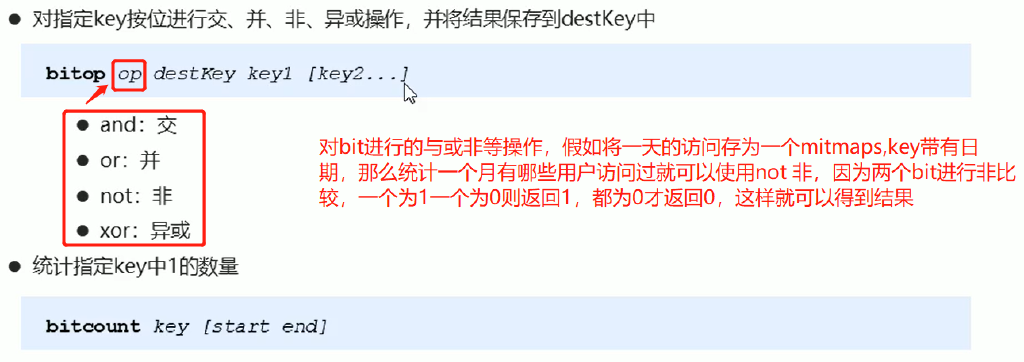 对指定key按位进行交、并、非、异或操作，并将结果保存到destKey中
bitop op destKey key1 [key2...]
and：交
or：并
not：非
xor：异或
对bit进行的与或非等操作，假如将一天的访问存为一个mitmaps,key带有日
期，那么统计一个月有哪些用户访问过就可以使用not 非，因为两个bit进行非比
较，一个为1一个为0则返回1，都为0才返回0，这样就可以得到结果
统计指定key中1的数量
bitcount key [start end]